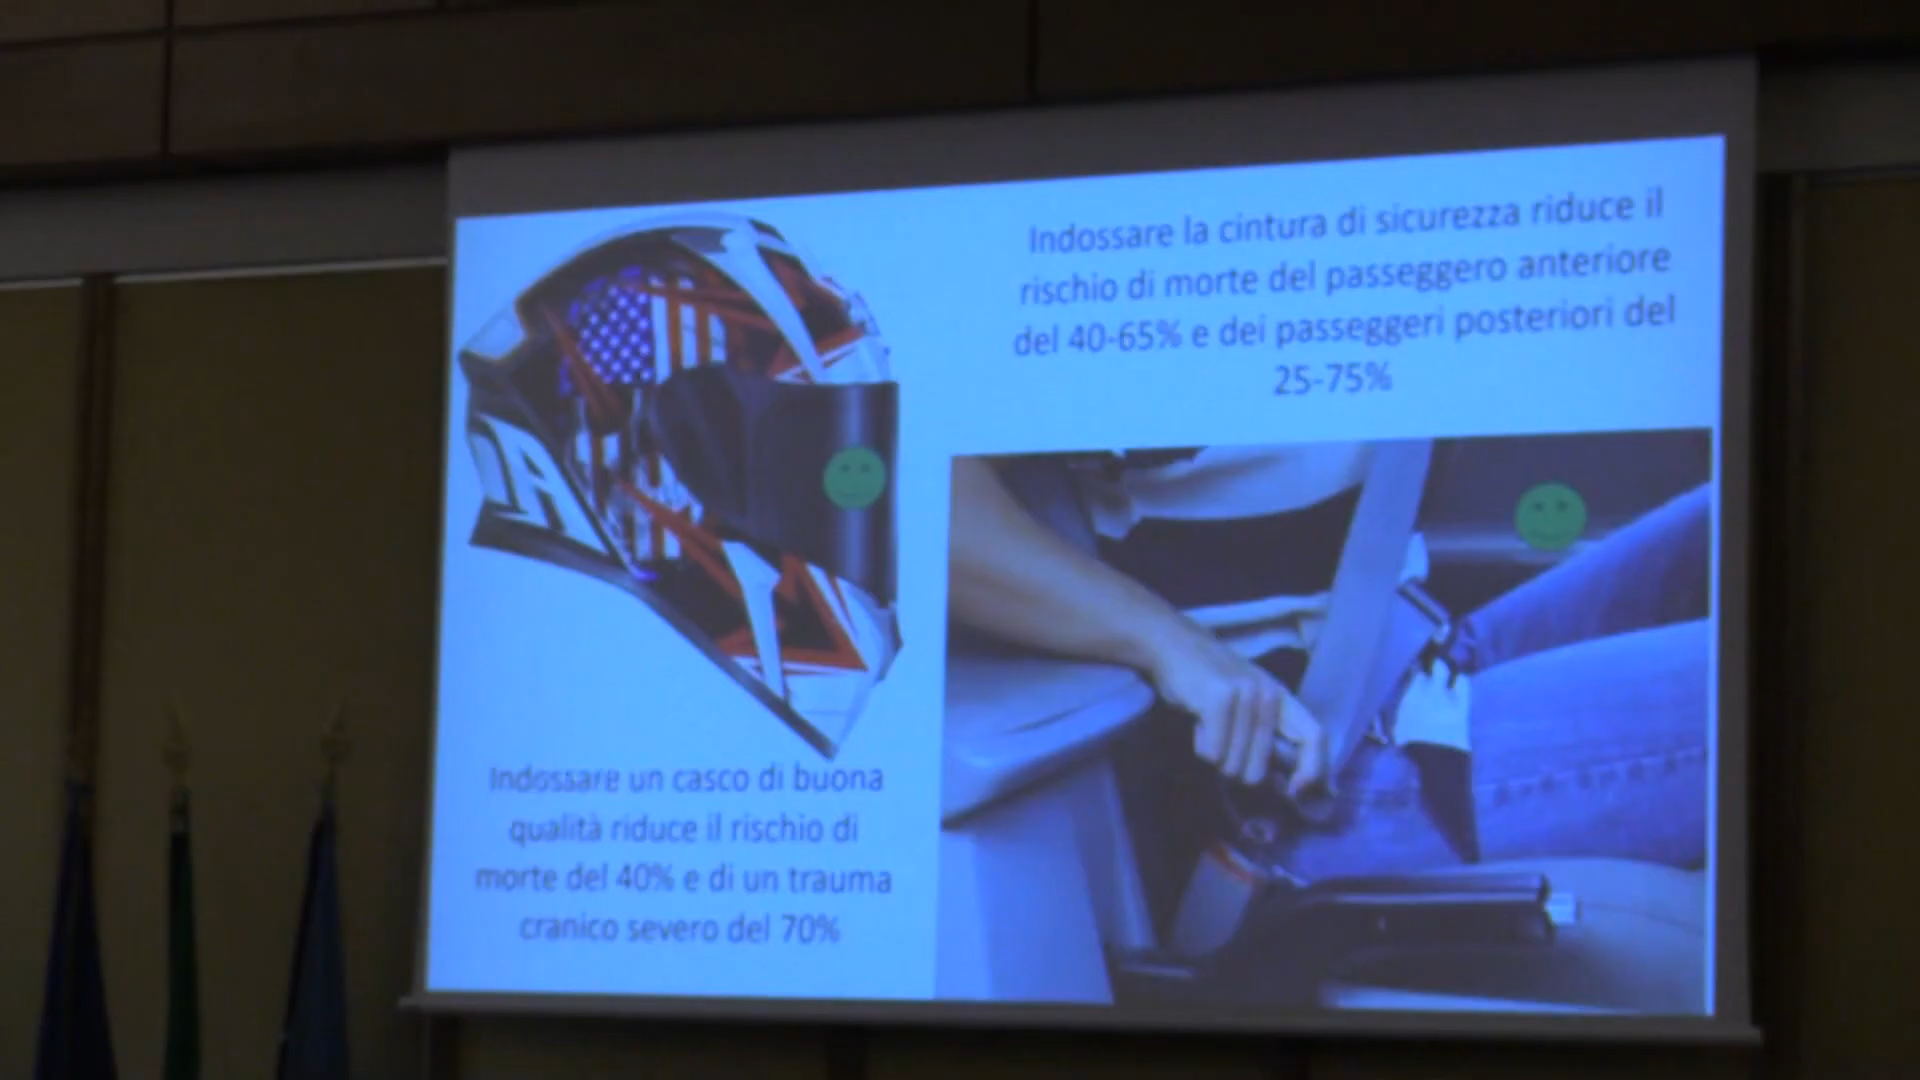 Indossare la cintura di sicurezza riduce il
rischio di morte del passeggero anteriore
del 40-65% e dei passeggeri posteriori del
25-75%
A
Indossare un casco di buona
qualità riduce il rischio di
morte del 40% e di un trauma
cranico severo del 70%